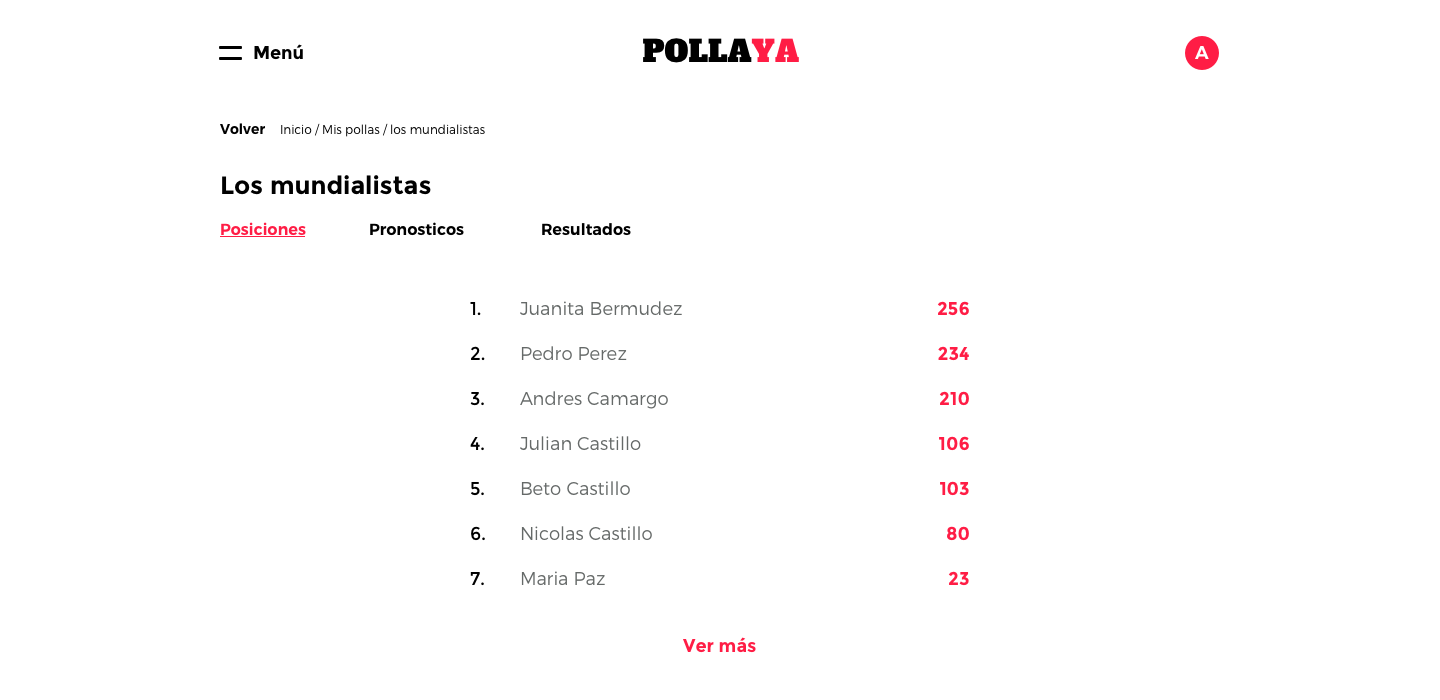 Menú
POLLAYA
A
Volver Inicio / Mis pollas / los mundialistas
Los mundialistas
Posiciones Pronosticos Resultados
1. Juanita Bermudez 256
2. Pedro Perez 234
3. Andres Camargo 210
4. Julian Castillo 106
5. Beto Castillo 103
6. Nicolas Castillo 80
7. Maria Paz 23
Ver más